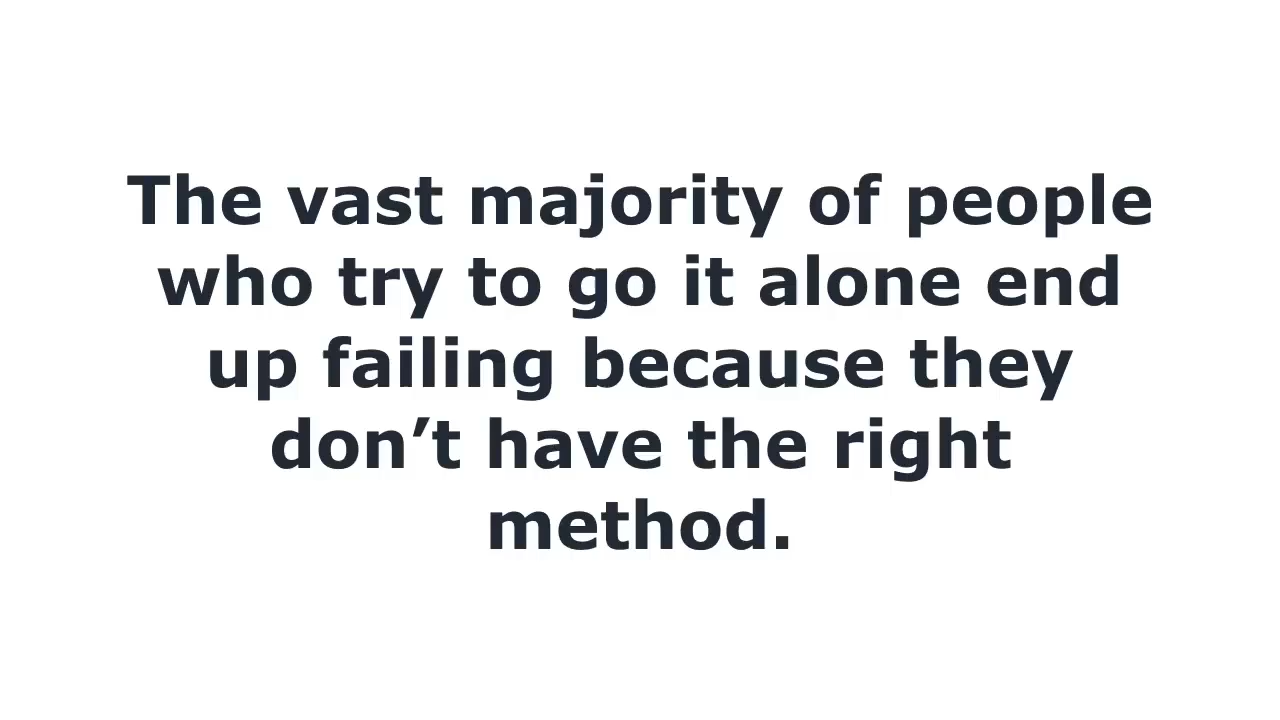 The vast majority of people
who try to go it alone end
up failing because they
don’t have the right
method.